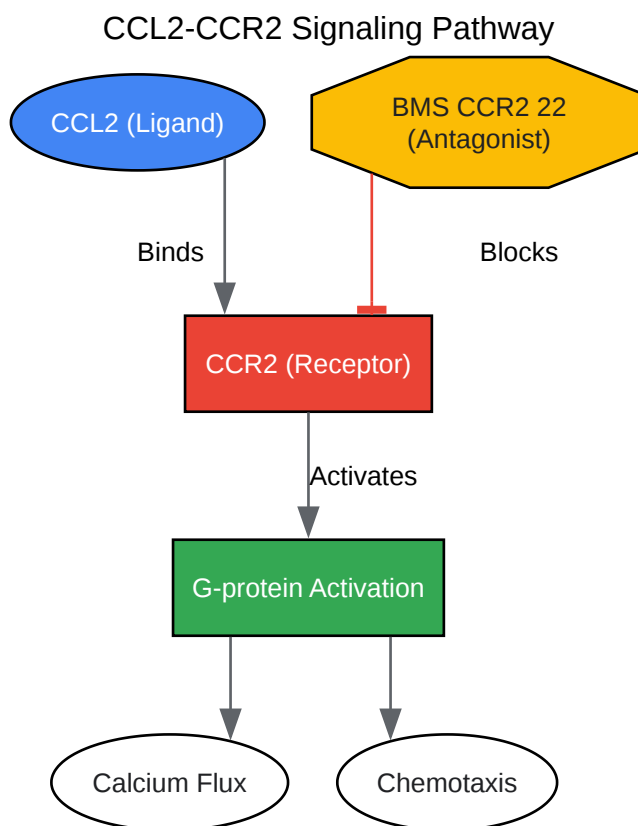 CCL2-CCR2 Signaling Pathway
CCL2 (Ligand)
BMS CCR2 22
(Antagonist)
Binds
Blocks
CCR2 (Receptor)
Activates
G-protein Activation
Calcium Flux
Chemotaxis